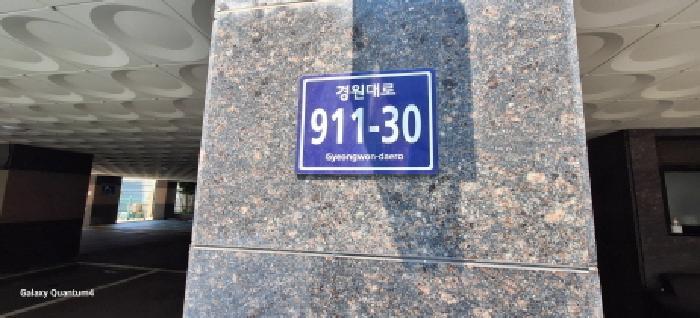 경원대로
911-30
Gyeongwon-daero
Galaxy Quantum4